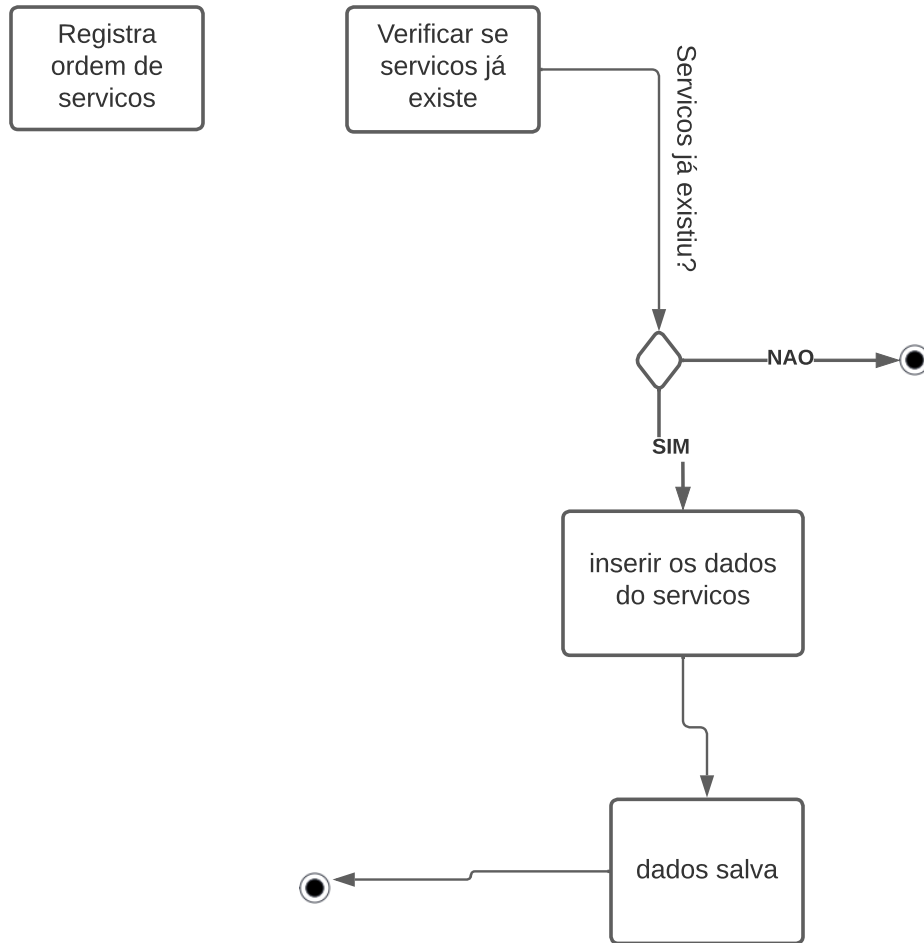 Registra
ordem de
servicos
Verificar se
servicos já
existe
Servicos já existiu?
NAO
SIM
inserir os dados
do servicos
dados salva